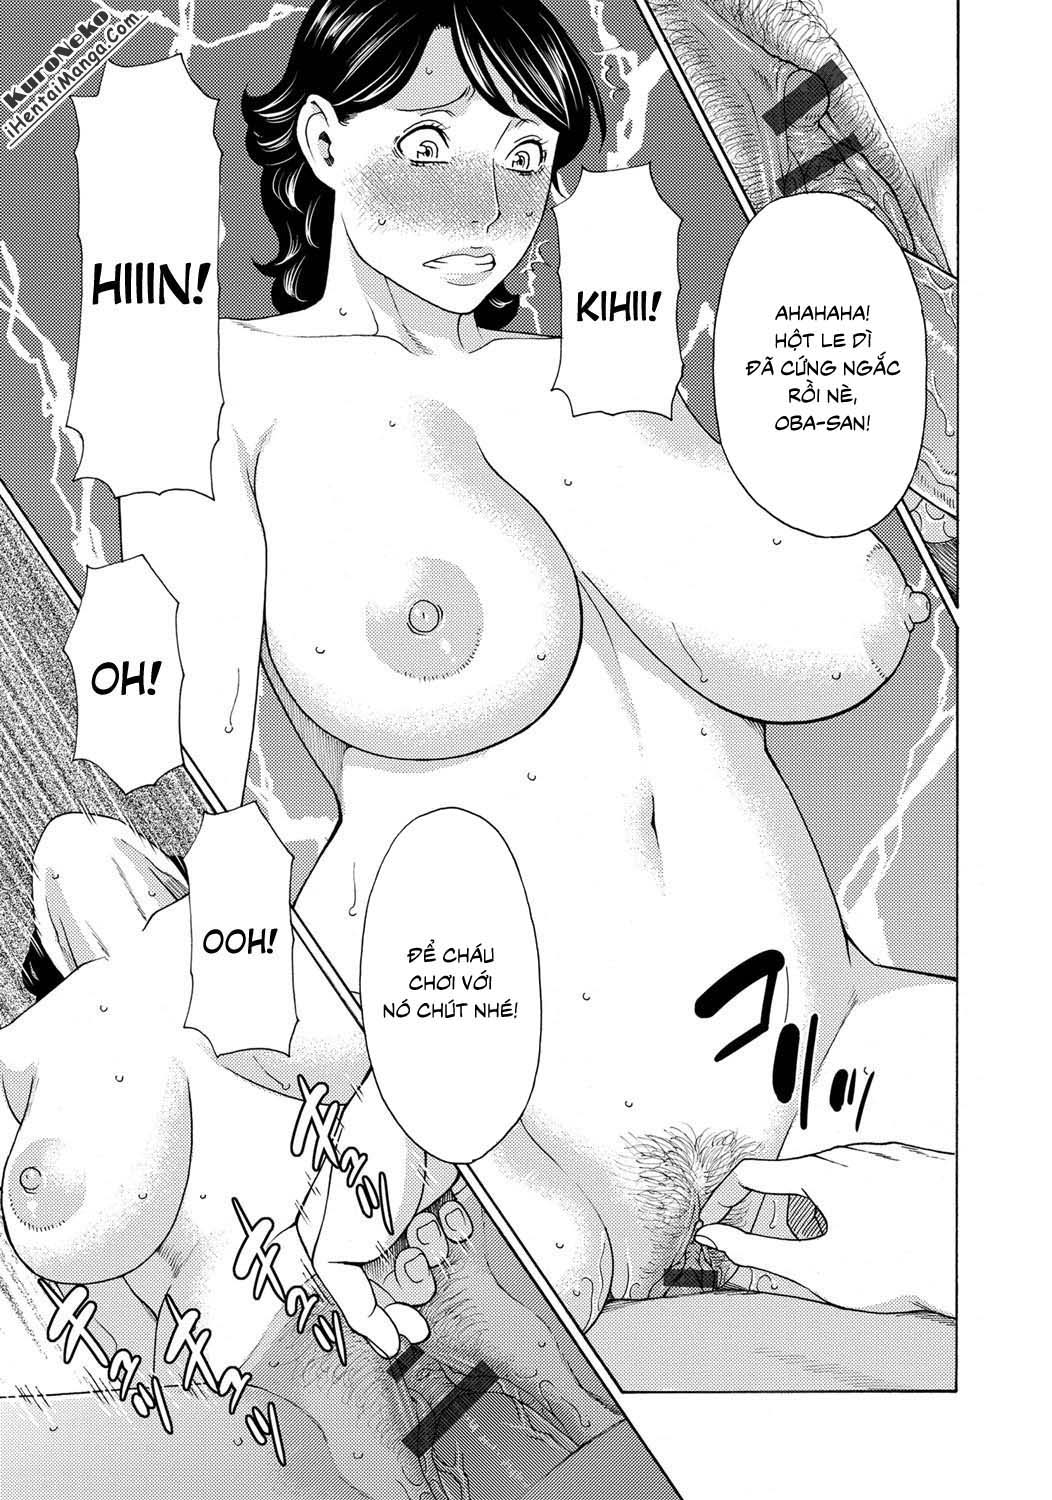 KuroNeko
iHentaiManga.Com
AHAHAHA!
HỘT LE DÌ
ĐÃ CỨNG NGẮC
RỒI NÈ,
OBA-SAN!
KIHII!
HIIIN!
ĐỂ CHÁU
CHƠI VỚI
NÓ CHÚT NHÉ!
OH!
OOH!